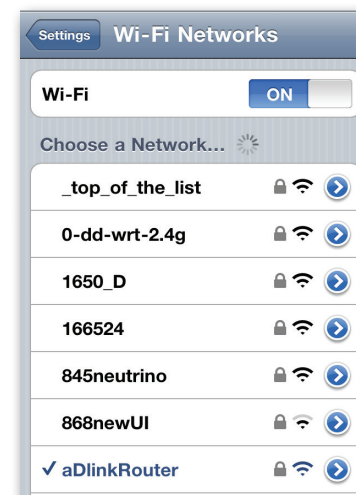 Settings Wi-Fi Networks
Wi-Fi ON
Choose a Network...
_top_of_the_list
0-dd-wrt-2.4g
1650_D
166524
845neutrino
868newUI
aDlinkRouter